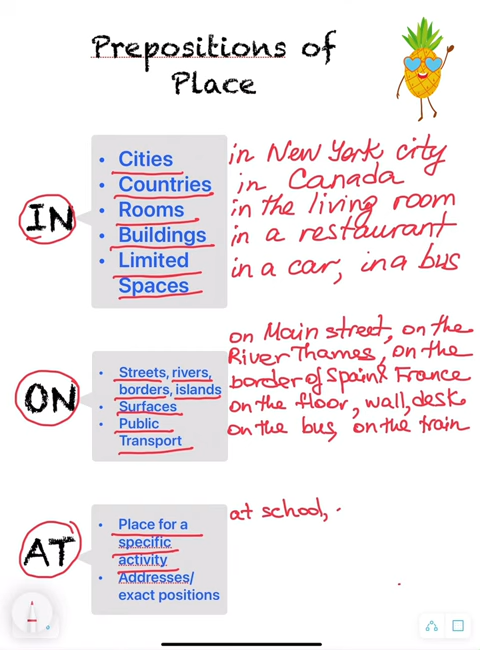 Prepositions of
Place
IN
• Cities
• Countries
• Rooms
• Buildings
• Limited
Spaces
in New York city
in Canada
in the living room
in a restaurant
in a car, in a bus
ON
• Streets, rivers,
borders, islands
• Surfaces
• Public
Transport
on Main street, on the
River Thames, on the
border of Spain & France
on the floor, wall, desk
on the bus, on the train
AT
• Place for a
specific
activity
• Addresses/
exact positions
at school,